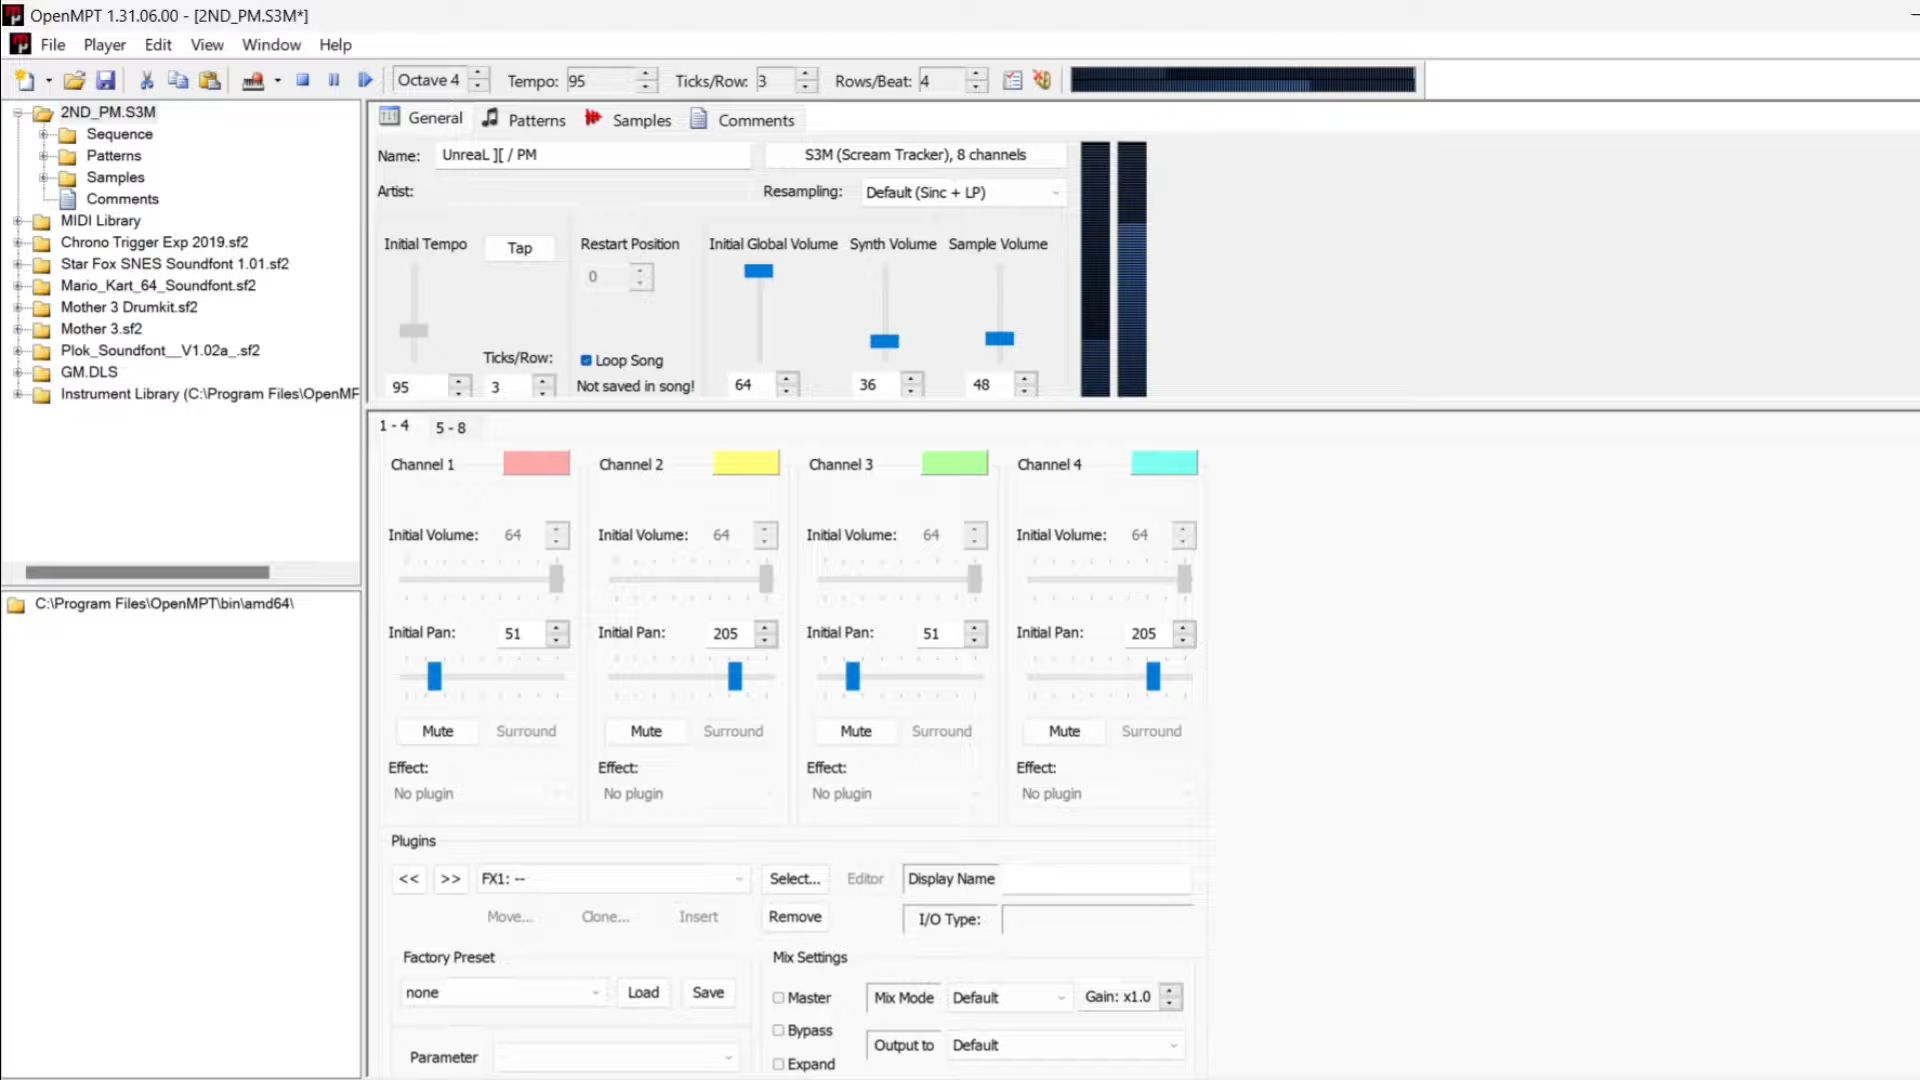 OpenMPT 1.31.06.00 - [2ND_PM.S3M*]
File Player Edit View Window Help
Octave 4 Tempo: 95 Ticks/Row: 3 Rows/Beat: 4
2ND_PM.S3M
Sequence
Patterns
Samples
Comments
MIDI Library
Chrono Trigger Exp 2019.sf2
Star Fox SNES Soundfont 1.01.sf2
Mario_Kart_64_Soundfont.sf2
Mother 3 Drumkit.sf2
Mother 3.sf2
Plok_Soundfont__V1.02a_.sf2
GM.DLS
Instrument Library (C:\Program Files\OpenMPT
C:\Program Files\OpenMPT\bin\amd64\
General Patterns Samples Comments
Name: UnreaL ][ / PM S3M (Scream Tracker), 8 channels
Artist: Resampling: Default (Sinc + LP)
Initial Tempo Tap Restart Position Initial Global Volume Synth Volume Sample Volume
0
Ticks/Row: Loop Song
95 3 Not saved in song! 64 36 48
1 - 4 5 - 8
Channel 1 Channel 2 Channel 3 Channel 4
Initial Volume: 64 Initial Volume: 64 Initial Volume: 64 Initial Volume: 64
Initial Pan: 51 Initial Pan: 205 Initial Pan: 51 Initial Pan: 205
Mute Surround Mute Surround Mute Surround Mute Surround
Effect: Effect: Effect: Effect:
No plugin No plugin No plugin No plugin
Plugins
<< >> FX1: -- Select... Editor Display Name
Move... Clone... Insert Remove I/O Type:
Factory Preset Mix Settings
none Load Save Master Mix Mode Default Gain: x1.0
Bypass
Output to Default
Parameter Expand